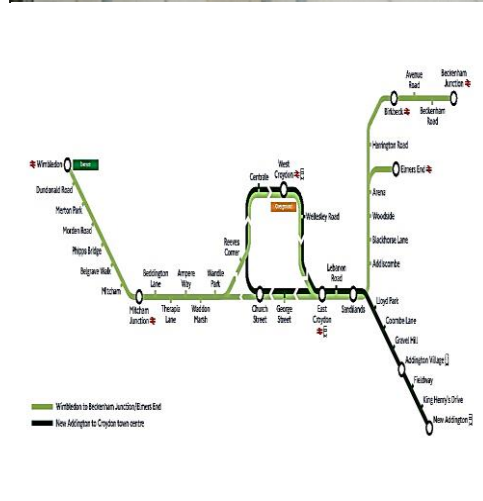 Avenue
Road
Beckenham
Junction
Birkbeck
Beckenham
Road
Harrington Road
Elmers End
Arena
Woodside
Blackhorse Lane
Addiscombe
Wimbledon
Dundonald Road
Merton Park
Morden Road
Phipps Bridge
Belgrave Walk
Mitcham
Mitcham
Junction
Beddington
Lane
Therapia
Lane
Ampere
Way
Waddon
Marsh
Wandle
Park
Reeves
Corner
Centrale
West
Croydon
Wellesley Road
Church
Street
George
Street
East
Croydon
Lebanon
Road
Sandilands
Lloyd Park
Coombe Lane
Gravel Hill
Addington Village
Fieldway
King Henry's Drive
New Addington
Wimbledon to Beckenham Junction/Elmers End
New Addington to Croydon town centre